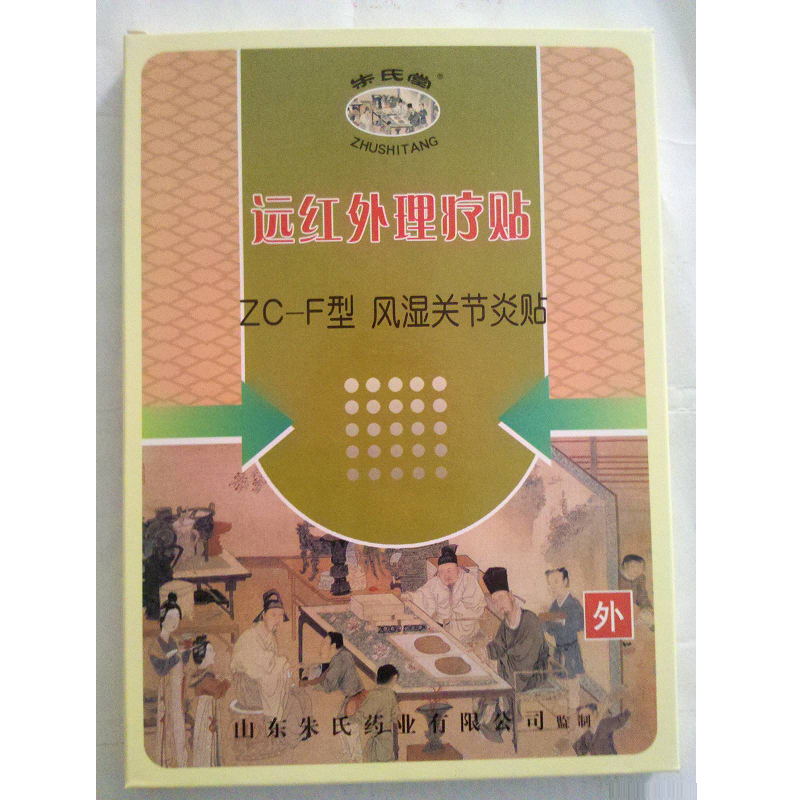 朱氏堂®
ZHUSHITANG
远红外理疗贴
ZC-F型 风湿关节炎贴
外
山东朱氏药业有限公司 监制